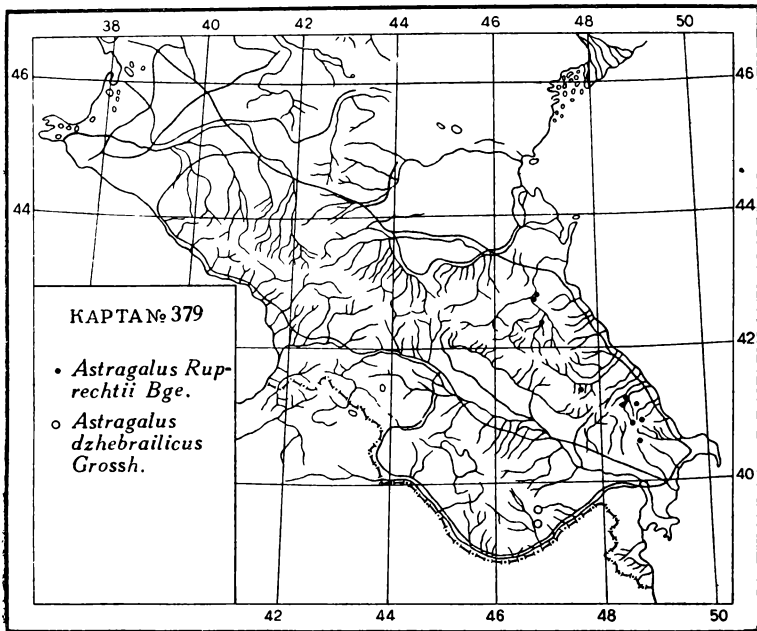 38 40 42 44 46 48 50
46 46
44 44
КАРТА № 379
• Astragalus Rup-
rechtii Bge.
42
○ Astragalus
dzhebrailicus
Grossh.
40
42 44 46 48 50